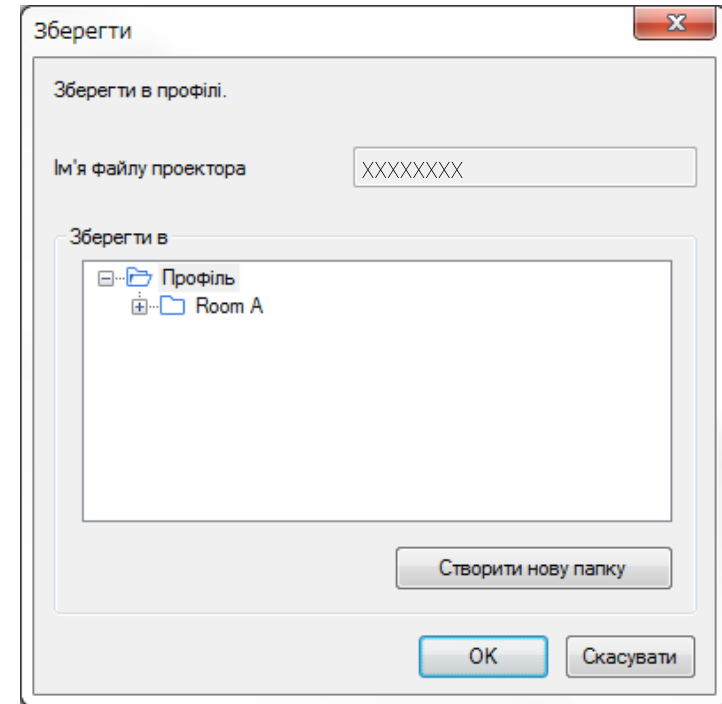 Зберегти
Зберегти в профілі.
Ім'я файлу проектора XXXXXXXX
Зберегти в
Профіль
Room A
Створити нову папку
OK Скасувати